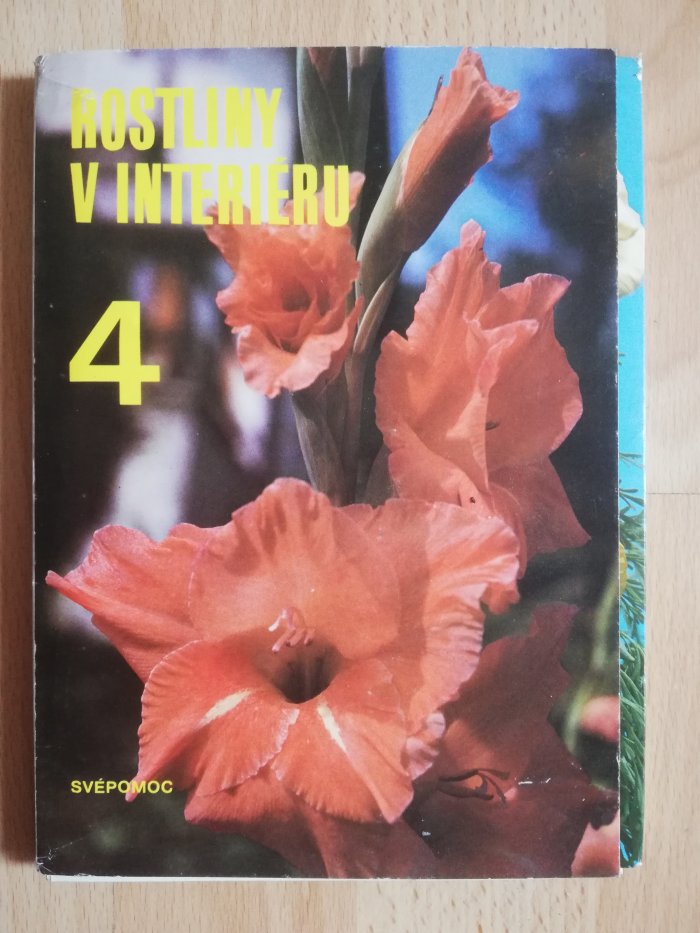 ROSTLINY
V INTERIÉRU
4
SVÉPOMOC